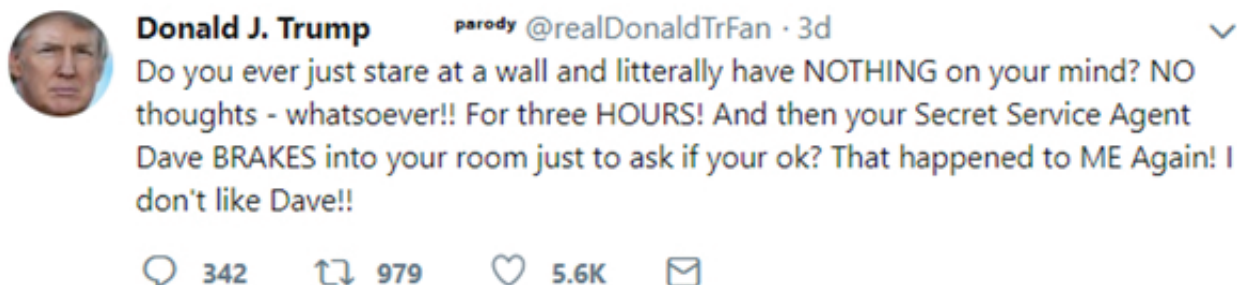 Donald J. Trump parody @realDonaldTrFan · 3d
Do you ever just stare at a wall and litterally have NOTHING on your mind? NO
thoughts - whatsoever!! For three HOURS! And then your Secret Service Agent
Dave BRAKES into your room just to ask if your ok? That happened to ME Again! I
don't like Dave!!
342 979 5.6K